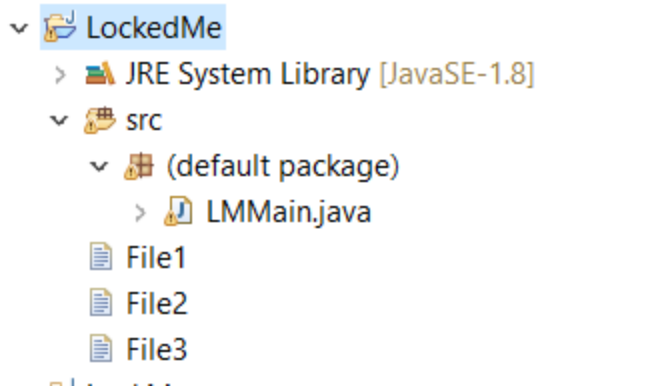 LockedMe
JRE System Library [JavaSE-1.8]
src
(default package)
LMMain.java
File1
File2
File3